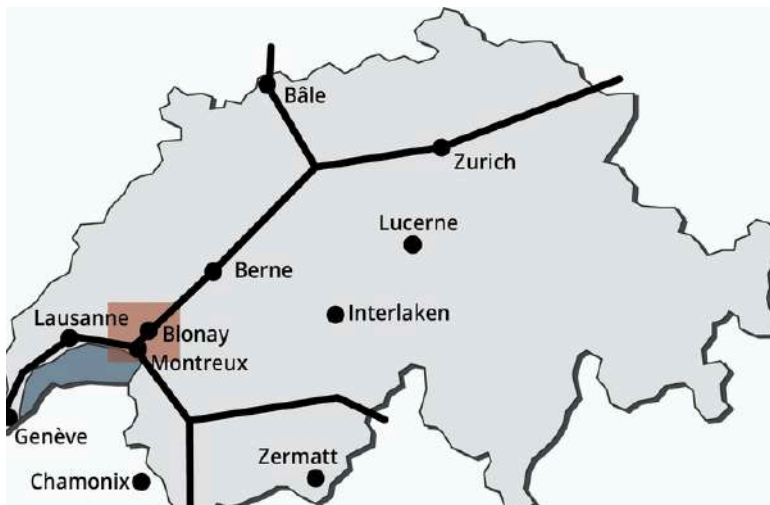 Bâle
Zurich
Lucerne
Berne
Interlaken
Lausanne
Blonay
Montreux
Genève
Zermatt
Chamonix